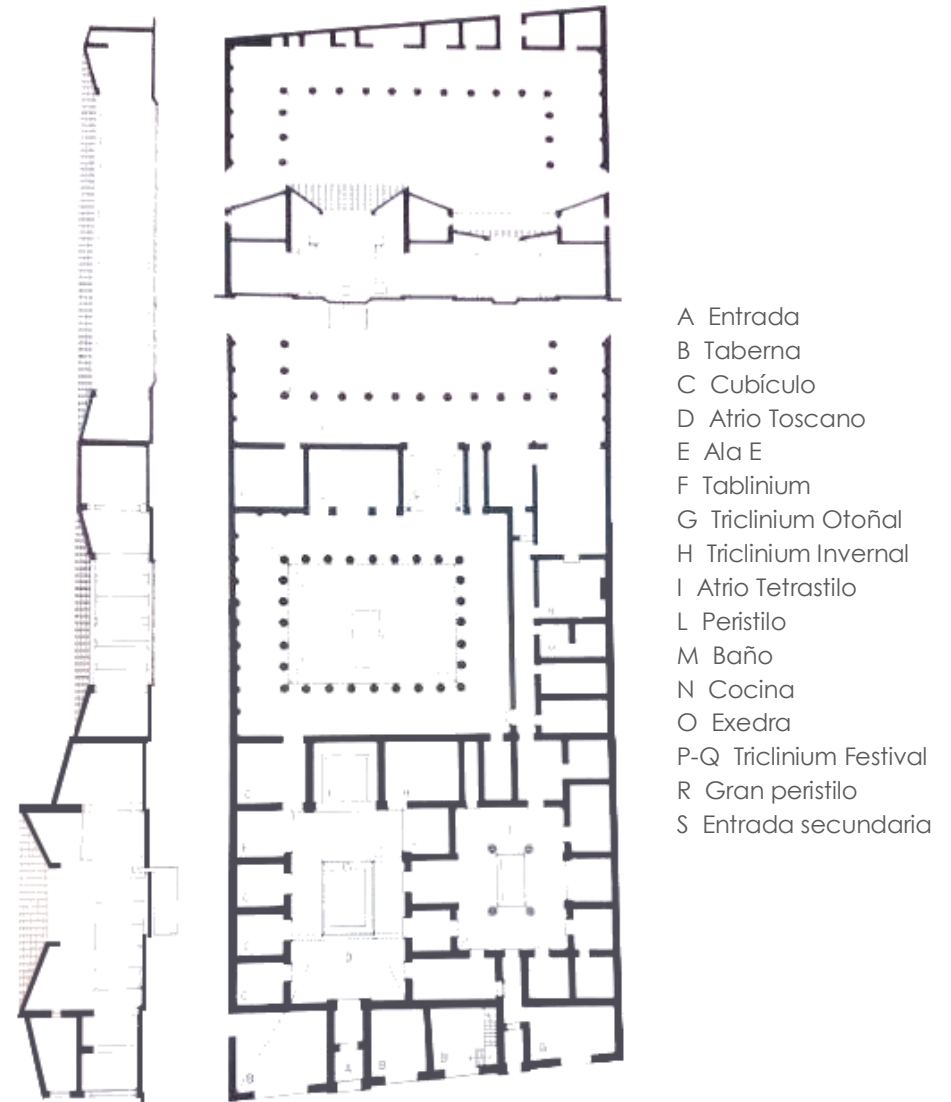 A Entrada
B Taberna
C Cubículo
D Atrio Toscano
E Ala E
F Tablinium
G Triclinium Otoñal
H Triclinium Invernal
I Atrio Tetrastilo
L Peristilo
M Baño
N Cocina
O Exedra
P-Q Triclinium Festival
R Gran peristilo
S Entrada secundaria
D
B
A
B
B